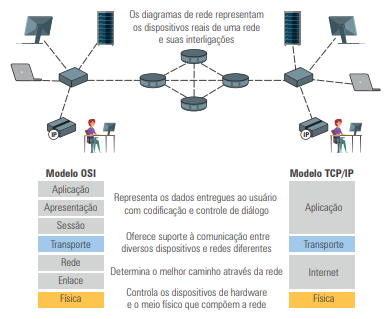 Os diagramas de rede representam
os dispositivos reais de uma rede
e suas interligações
IP
IP
Modelo OSI
Modelo TCP/IP
Aplicação
Apresentação
Sessão
Representa os dados entregues ao usuário
com codificação e controle de diálogo
Aplicação
Transporte
Oferece suporte à comunicação entre
diversos dispositivos e redes diferentes
Transporte
Rede
Enlace
Determina o melhor caminho através da rede
Internet
Física
Controla os dispositivos de hardware
e o meio físico que compõem a rede
Física